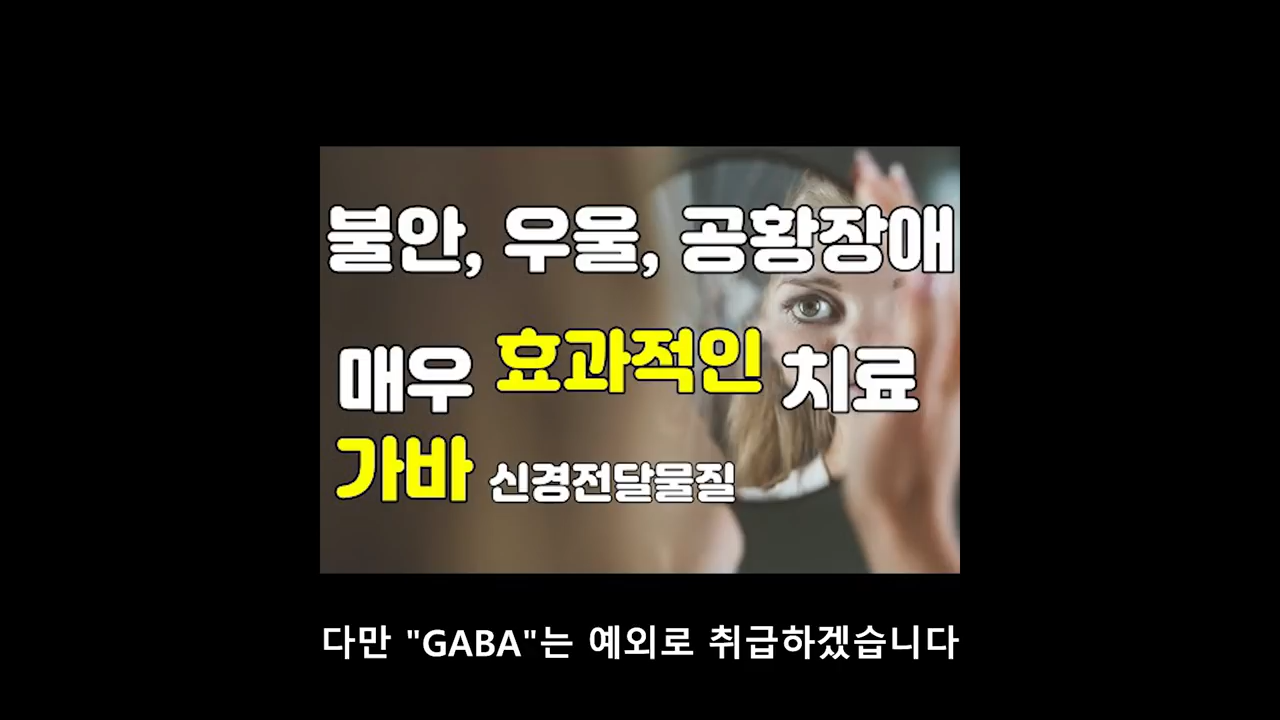 불안, 우울, 공황장애
매우 효과적인 치료
가바 신경전달물질
다만 "GABA"는 예외로 취급하겠습니다